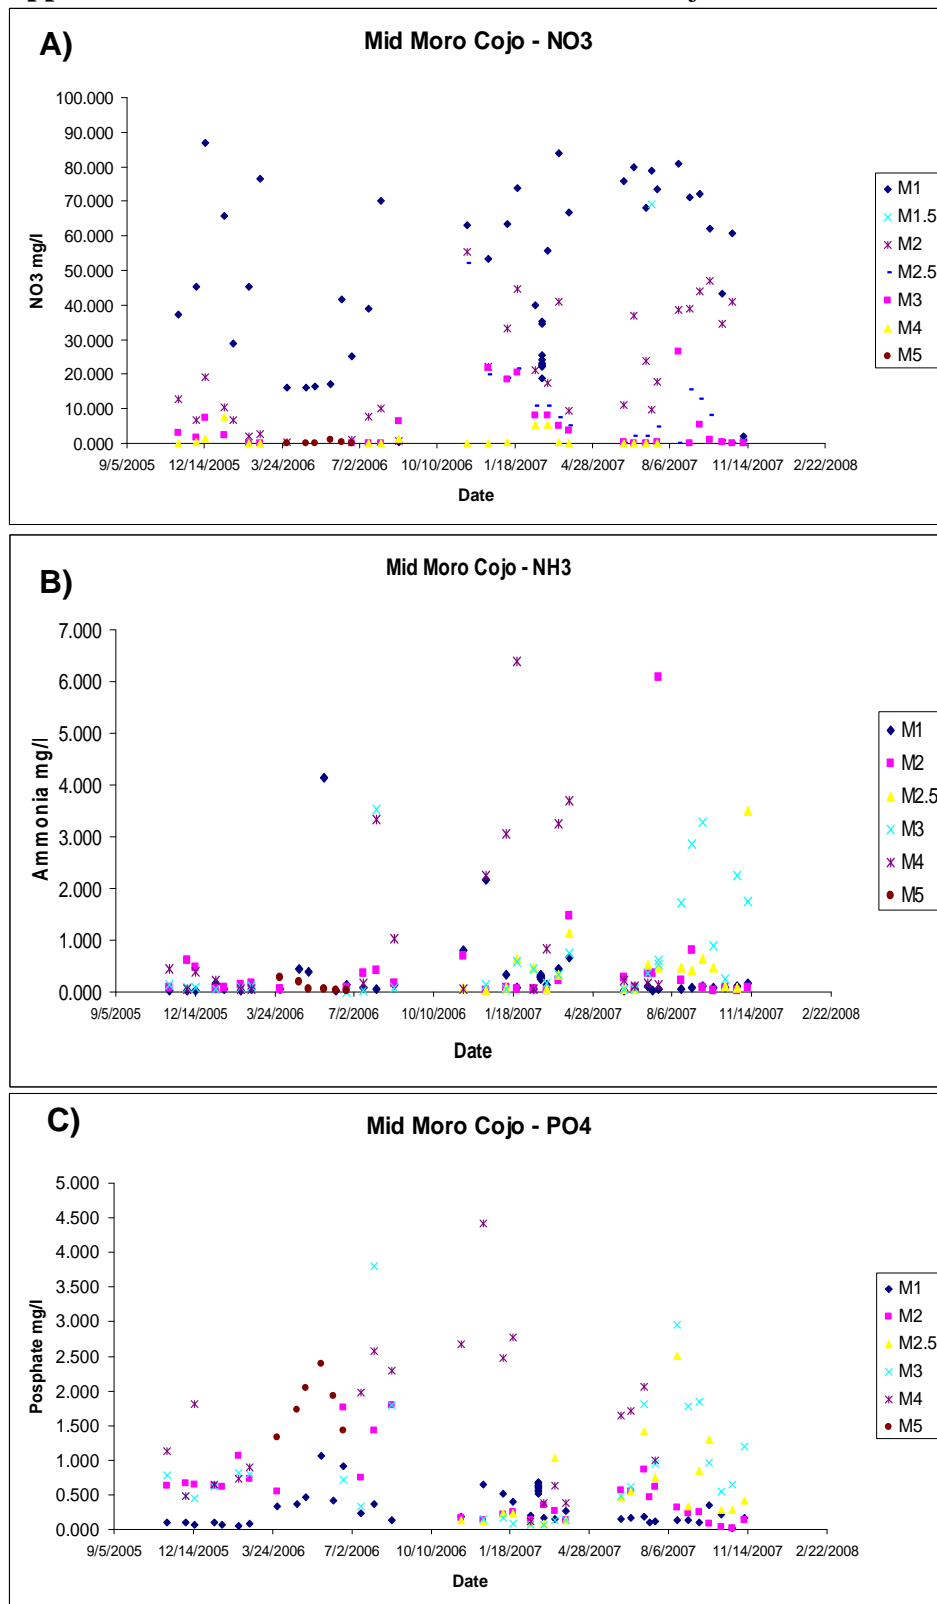 A)
Mid Moro Cojo - NO3
100.000
90.000
80.000
70.000
60.000
50.000
40.000
30.000
20.000
10.000
0.000
NO3 mg/l
9/5/2005 12/14/2005 3/24/2006 7/2/2006 10/10/2006 1/18/2007 4/28/2007 8/6/2007 11/14/2007 2/22/2008
Date
M1
M1.5
M2
M2.5
M3
M4
M5
B)
Mid Moro Cojo - NH3
7.000
6.000
5.000
4.000
3.000
2.000
1.000
0.000
Ammonia mg/l
9/5/2005 12/14/2005 3/24/2006 7/2/2006 10/10/2006 1/18/2007 4/28/2007 8/6/2007 11/14/2007 2/22/2008
Date
M1
M2
M2.5
M3
M4
M5
C)
Mid Moro Cojo - PO4
5.000
4.500
4.000
3.500
3.000
2.500
2.000
1.500
1.000
0.500
0.000
Posphate mg/l
9/5/2005 12/14/2005 3/24/2006 7/2/2006 10/10/2006 1/18/2007 4/28/2007 8/6/2007 11/14/2007 2/22/2008
Date
M1
M2
M2.5
M3
M4
M5